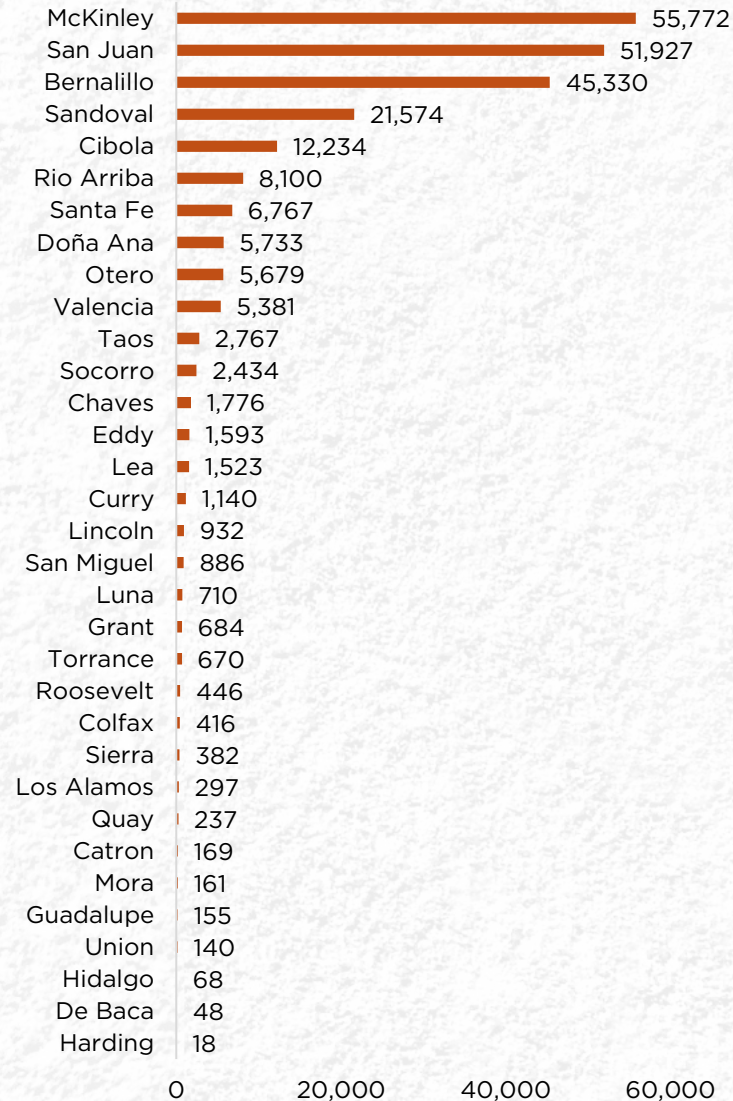 McKinley 55,772
San Juan 51,927
Bernalillo 45,330
Sandoval 21,574
Cibola 12,234
Rio Arriba 8,100
Santa Fe 6,767
Doña Ana 5,733
Otero 5,679
Valencia 5,381
Taos 2,767
Socorro 2,434
Chaves 1,776
Eddy 1,593
Lea 1,523
Curry 1,140
Lincoln 932
San Miguel 886
Luna 710
Grant 684
Torrance 670
Roosevelt 446
Colfax 416
Sierra 382
Los Alamos 297
Quay 237
Catron 169
Mora 161
Guadalupe 155
Union 140
Hidalgo 68
De Baca 48
Harding 18
0 20,000 40,000 60,000